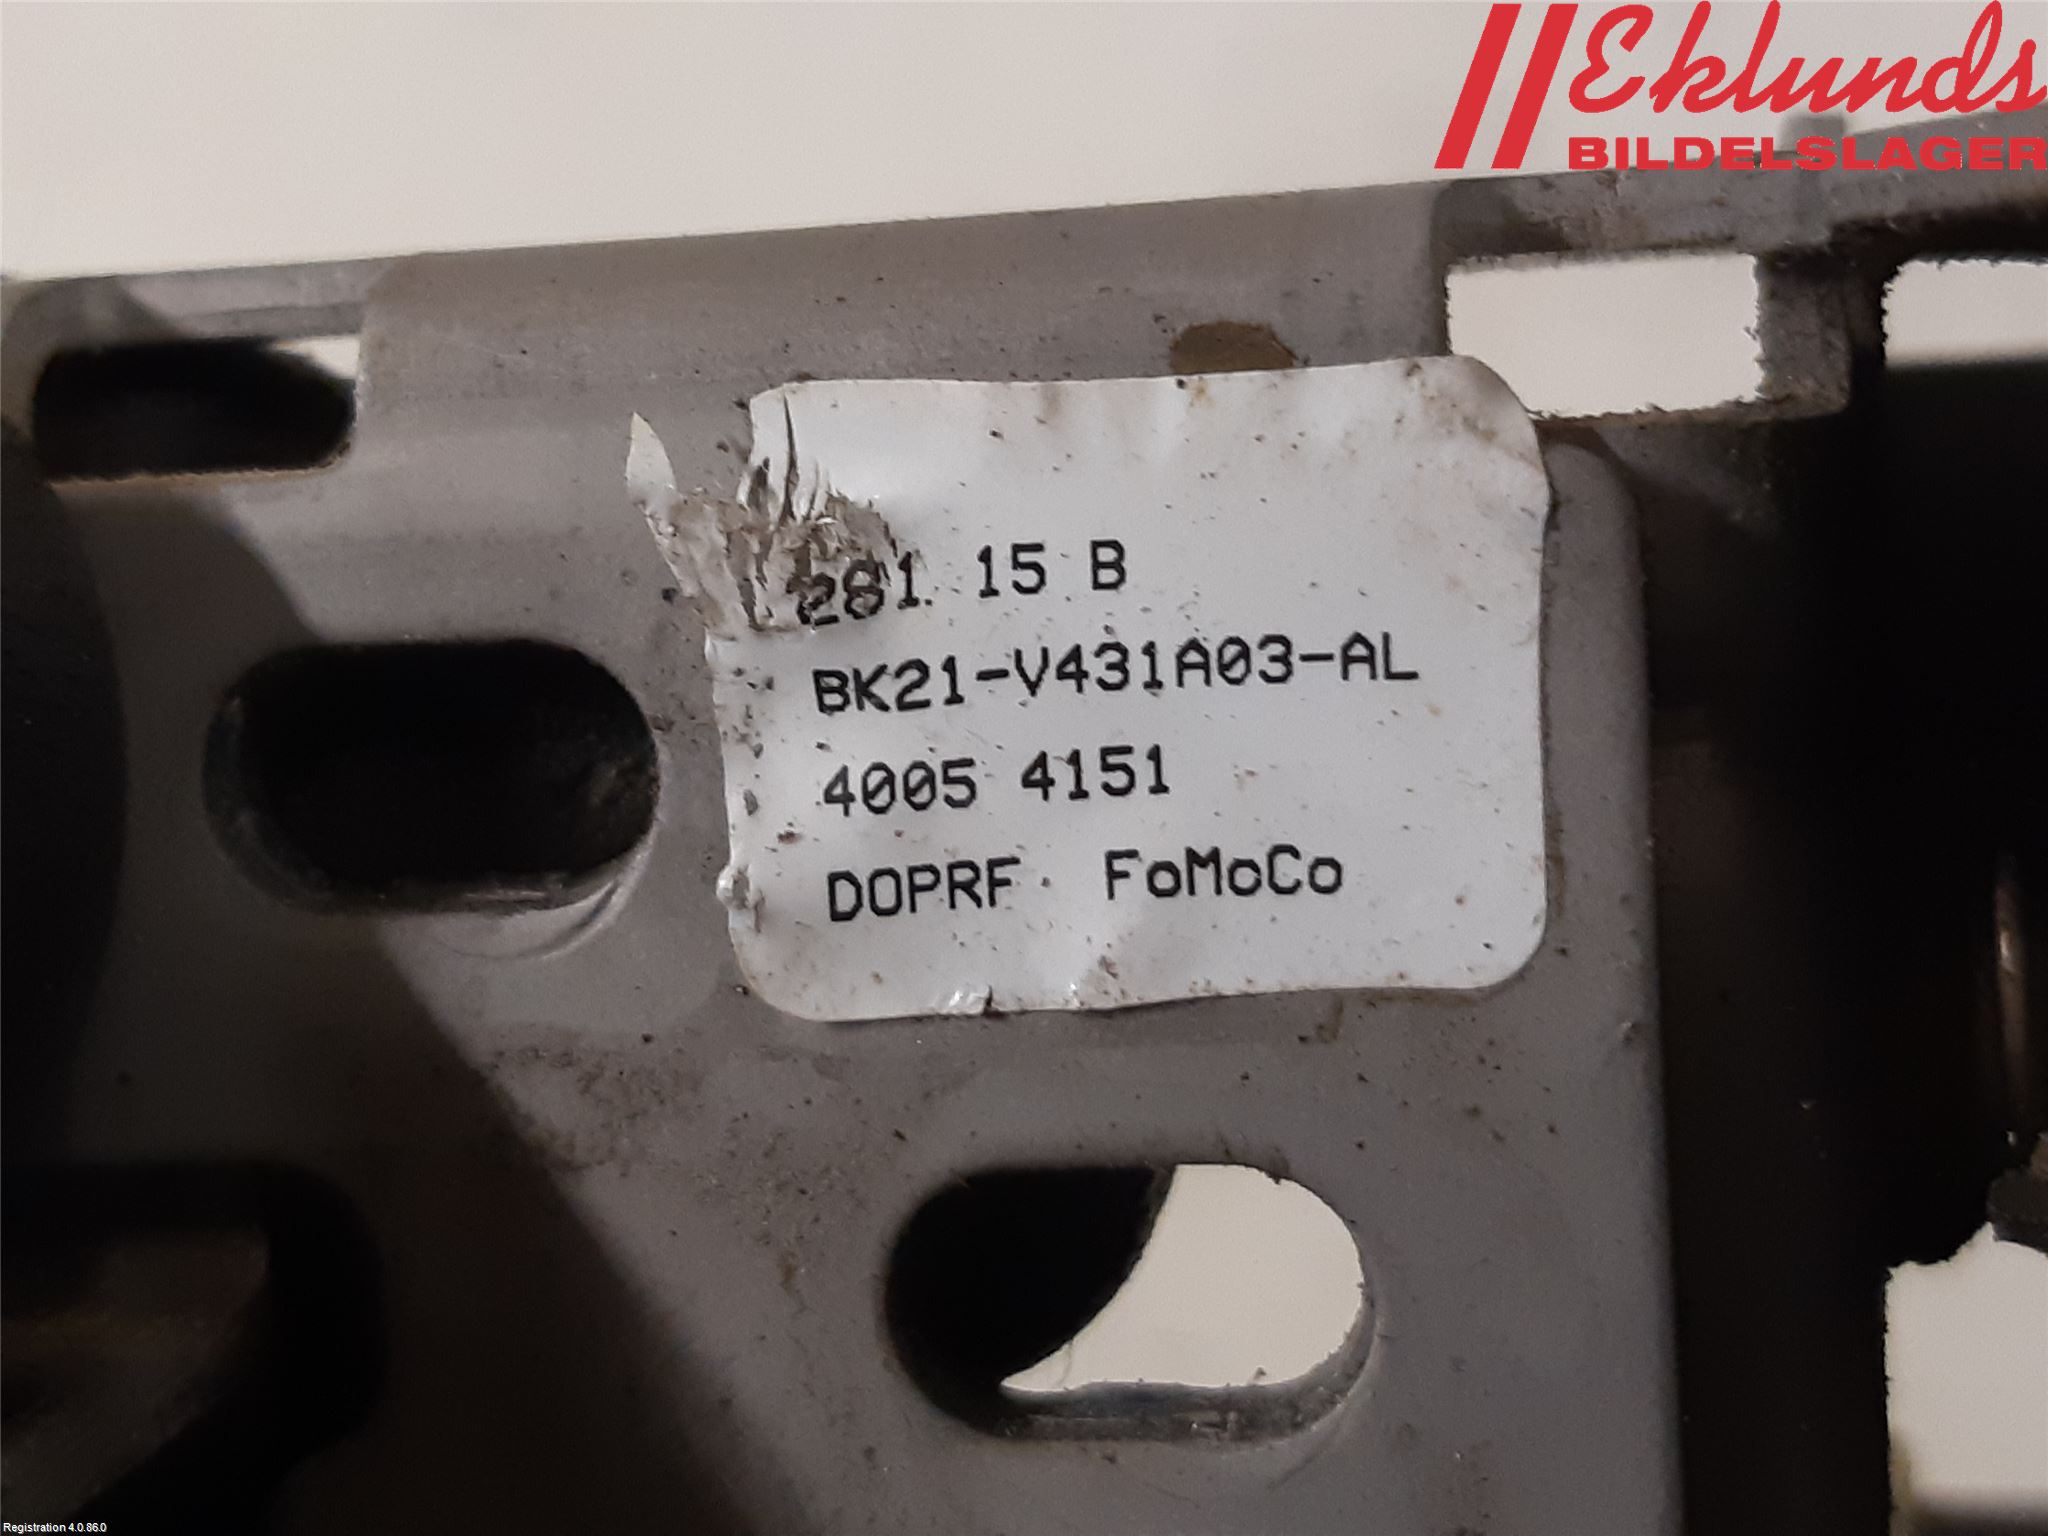 Eklunds
BILDELSLAGER
281 15 B
BK21-V431A03-AL
4005 4151
DOPRF FoMoCo
Registration 4.0.86.0